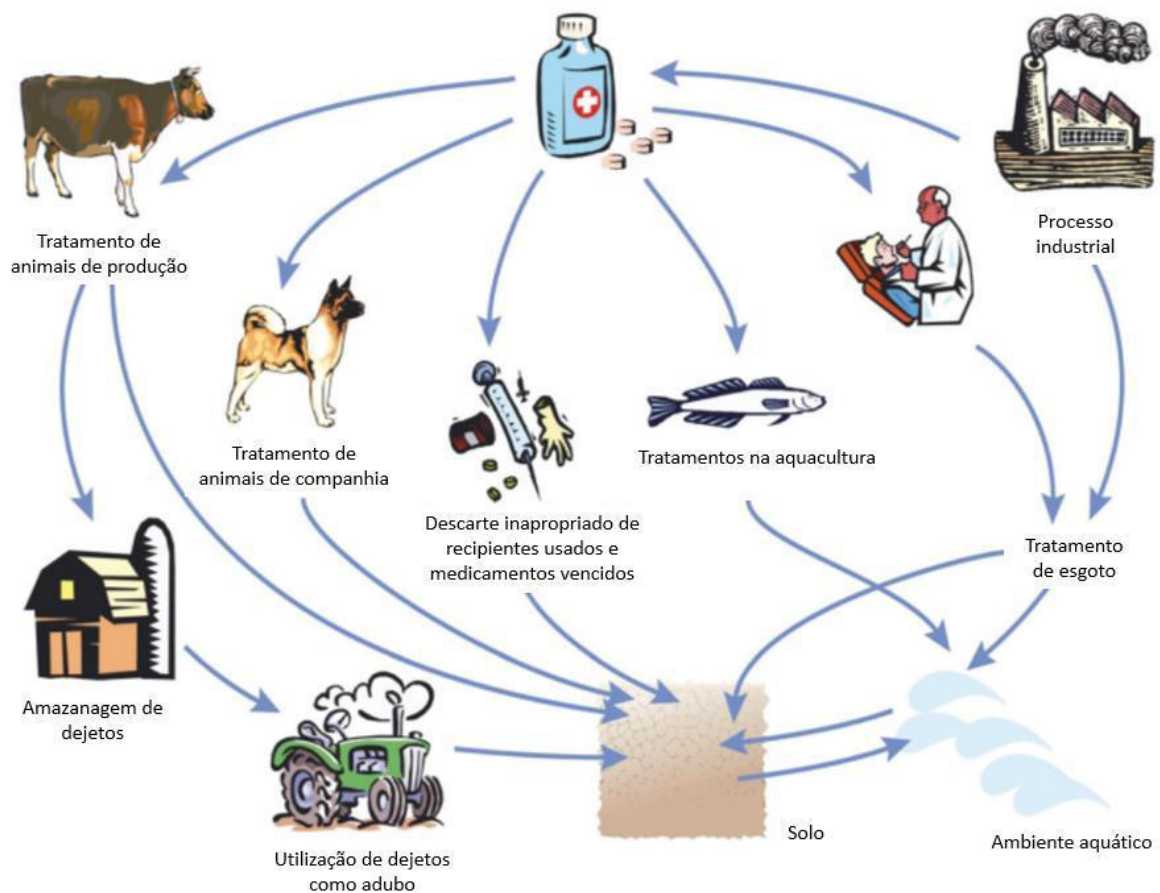 Tratamento de
animais de produção
Processo
industrial
Tratamento de
animais de companhia
Descarte inapropriado de
recipientes usados e
medicamentos vencidos
Tratamentos na aquacultura
Tratamento
de esgoto
Amazanagem de
dejetos
Utilização de dejetos
como adubo
Solo
Ambiente aquático